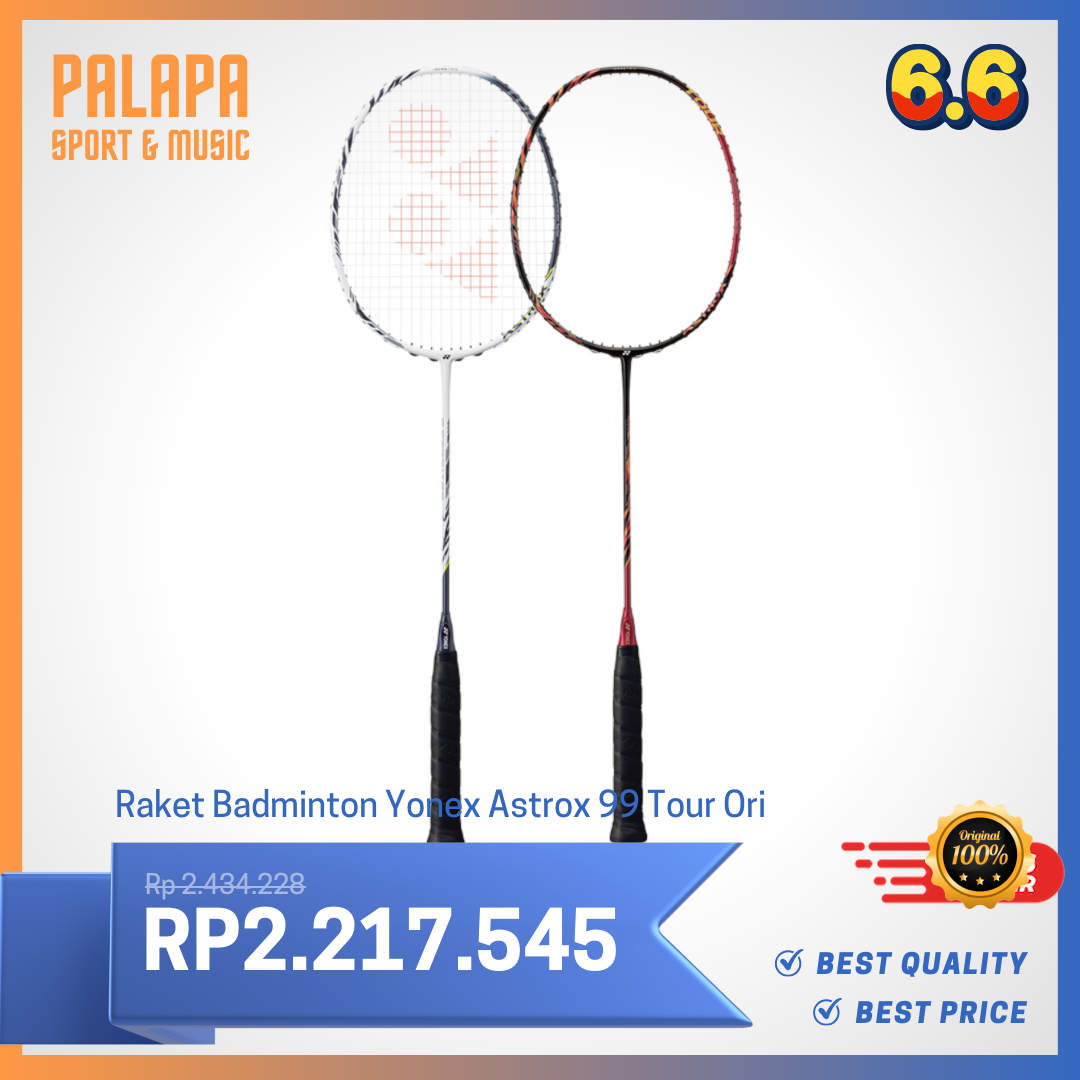 PALAPA
SPORT & MUSIC
6.6
Raket Badminton Yonex Astrox 99 Tour Ori
Rp 2.434.228
RP2.217.545
Original
100%
BEST QUALITY
BEST PRICE